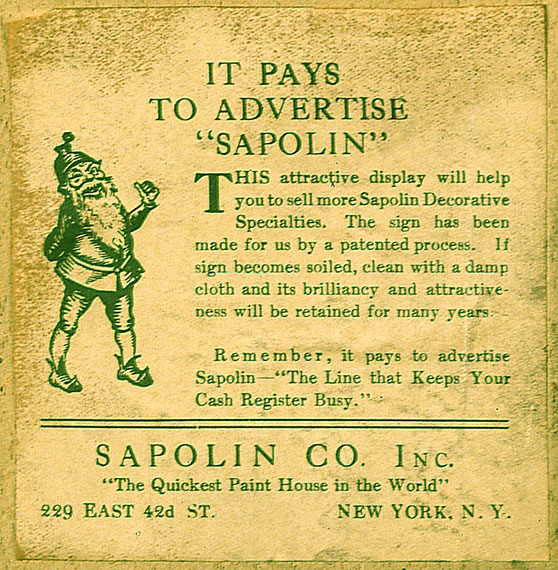 IT PAYS
TO ADVERTISE
"SAPOLIN"
THIS attractive display will help
you to sell more Sapolin Decorative
Specialties. The sign has been
made for us by a patented process. If
sign becomes soiled, clean with a damp
cloth and its brilliancy and attractive-
ness will be retained for many years.
Remember, it pays to advertise
Sapolin—"The Line that Keeps Your
Cash Register Busy."
SAPOLIN CO. INC.
"The Quickest Paint House in the World"
229 EAST 42d ST. NEW YORK, N. Y.